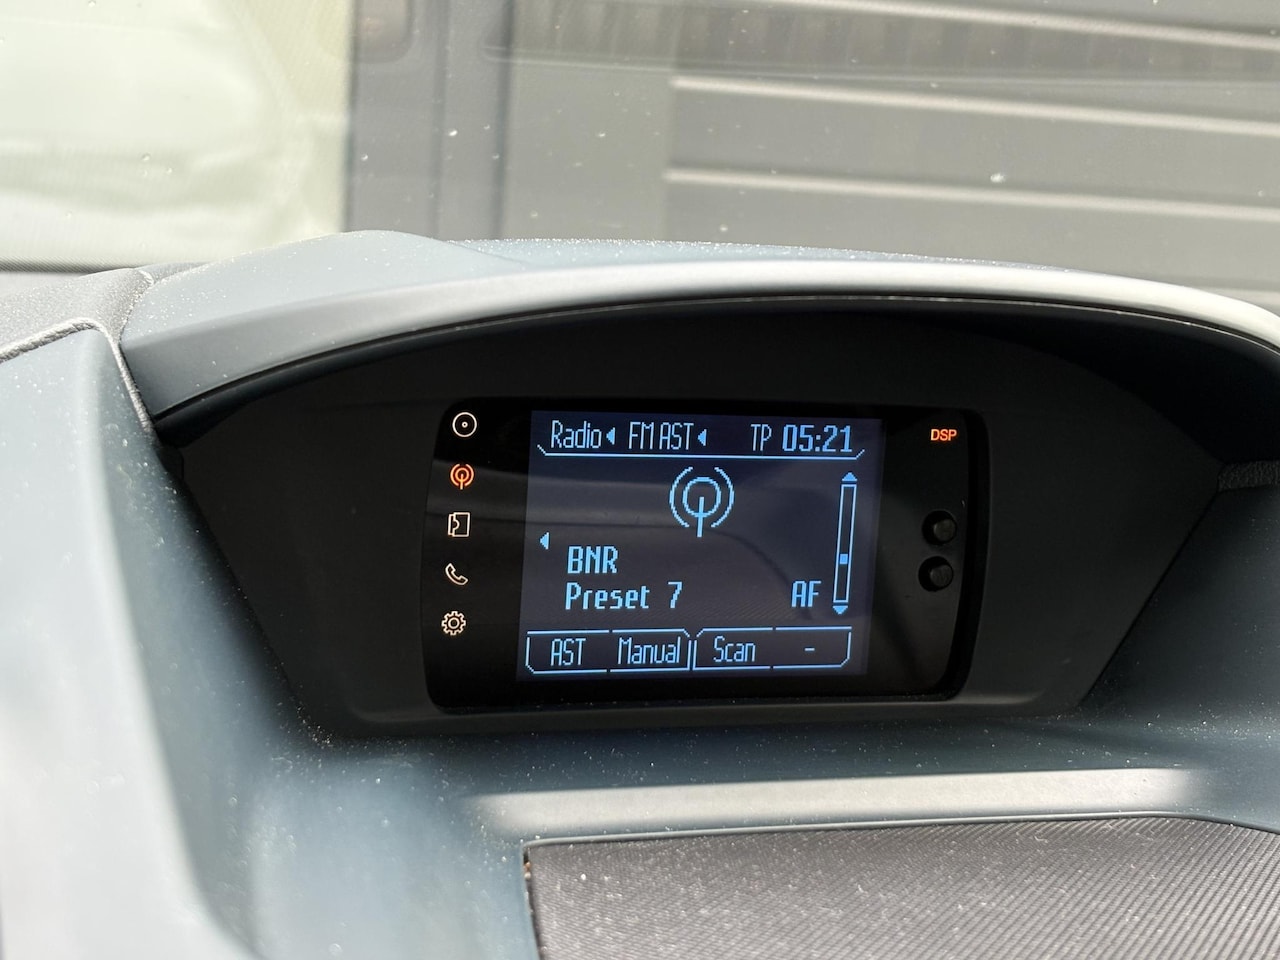 Radio FM AST TP 05:21
DSP
BNR
Preset 7 AF
AST Manual Scan -